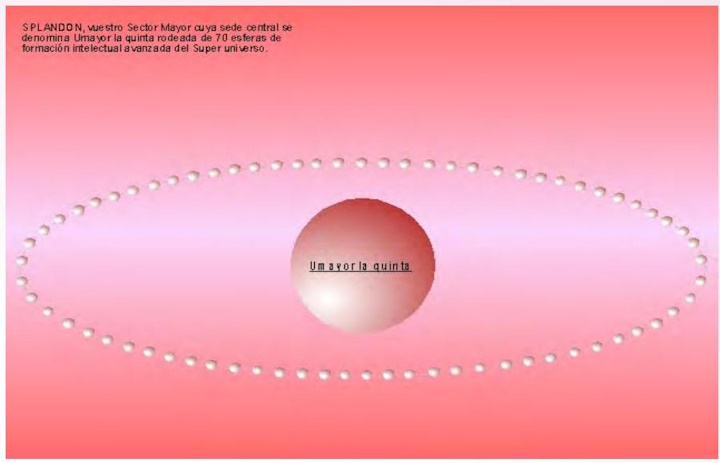 SPLANDON, vuestro Sector Mayor cuya sede central se
denomina Umayor la quinta rodeada de 70 esferas de
formación intelectual avanzada del Super universo.
Umayor la quinta